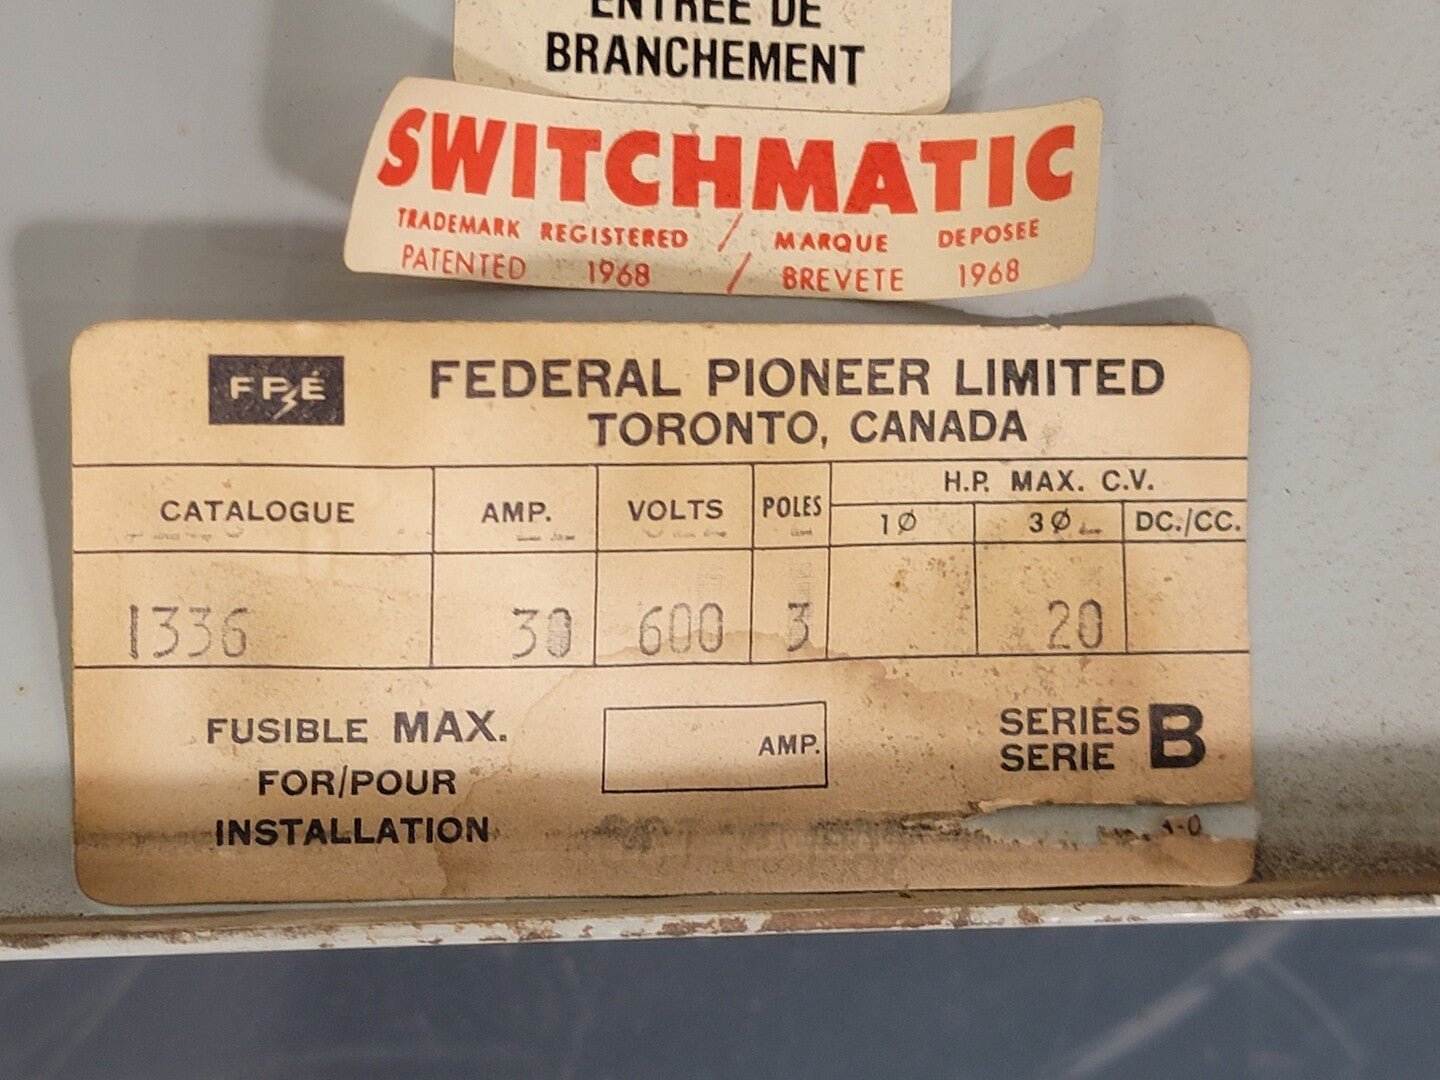 ENTRÉE DE
BRANCHEMENT
SWITCHMATIC
TRADEMARK REGISTERED / MARQUE DEPOSEE
PATENTED 1968 / BREVETE 1968
FPE
FEDERAL PIONEER LIMITED
TORONTO, CANADA
CATALOGUE AMP. VOLTS POLES H.P. MAX. C.V.
1Ø 3Ø DC./CC.
1336 30 600 3 20
FUSIBLE MAX. AMP. SERIES B
FOR/POUR SERIE
INSTALLATION